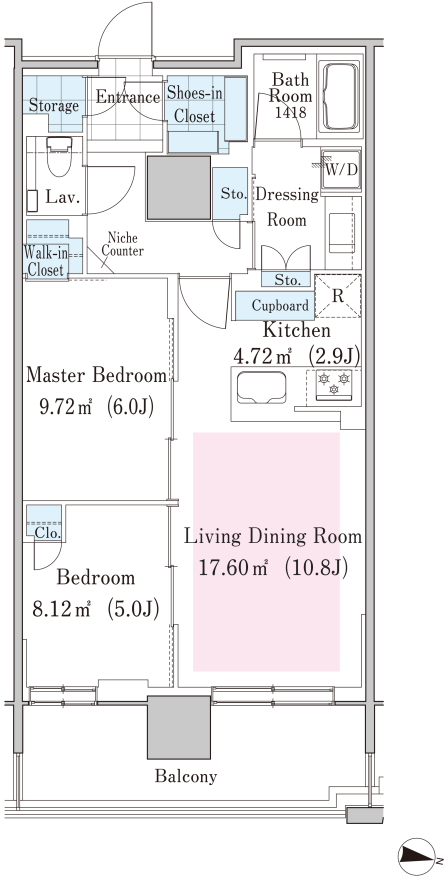 Storage
Entrance
Shoes-in
Closet
Bath
Room
1418
Lav.
Sto.
Dressing
Room
W/D
Niche
Counter
Walk-in
Closet
Sto.
R
Cupboard
Kitchen
4.72㎡ (2.9J)
Master Bedroom
9.72㎡ (6.0J)
Clo.
Living Dining Room
17.60㎡ (10.8J)
Bedroom
8.12㎡ (5.0J)
Balcony
N